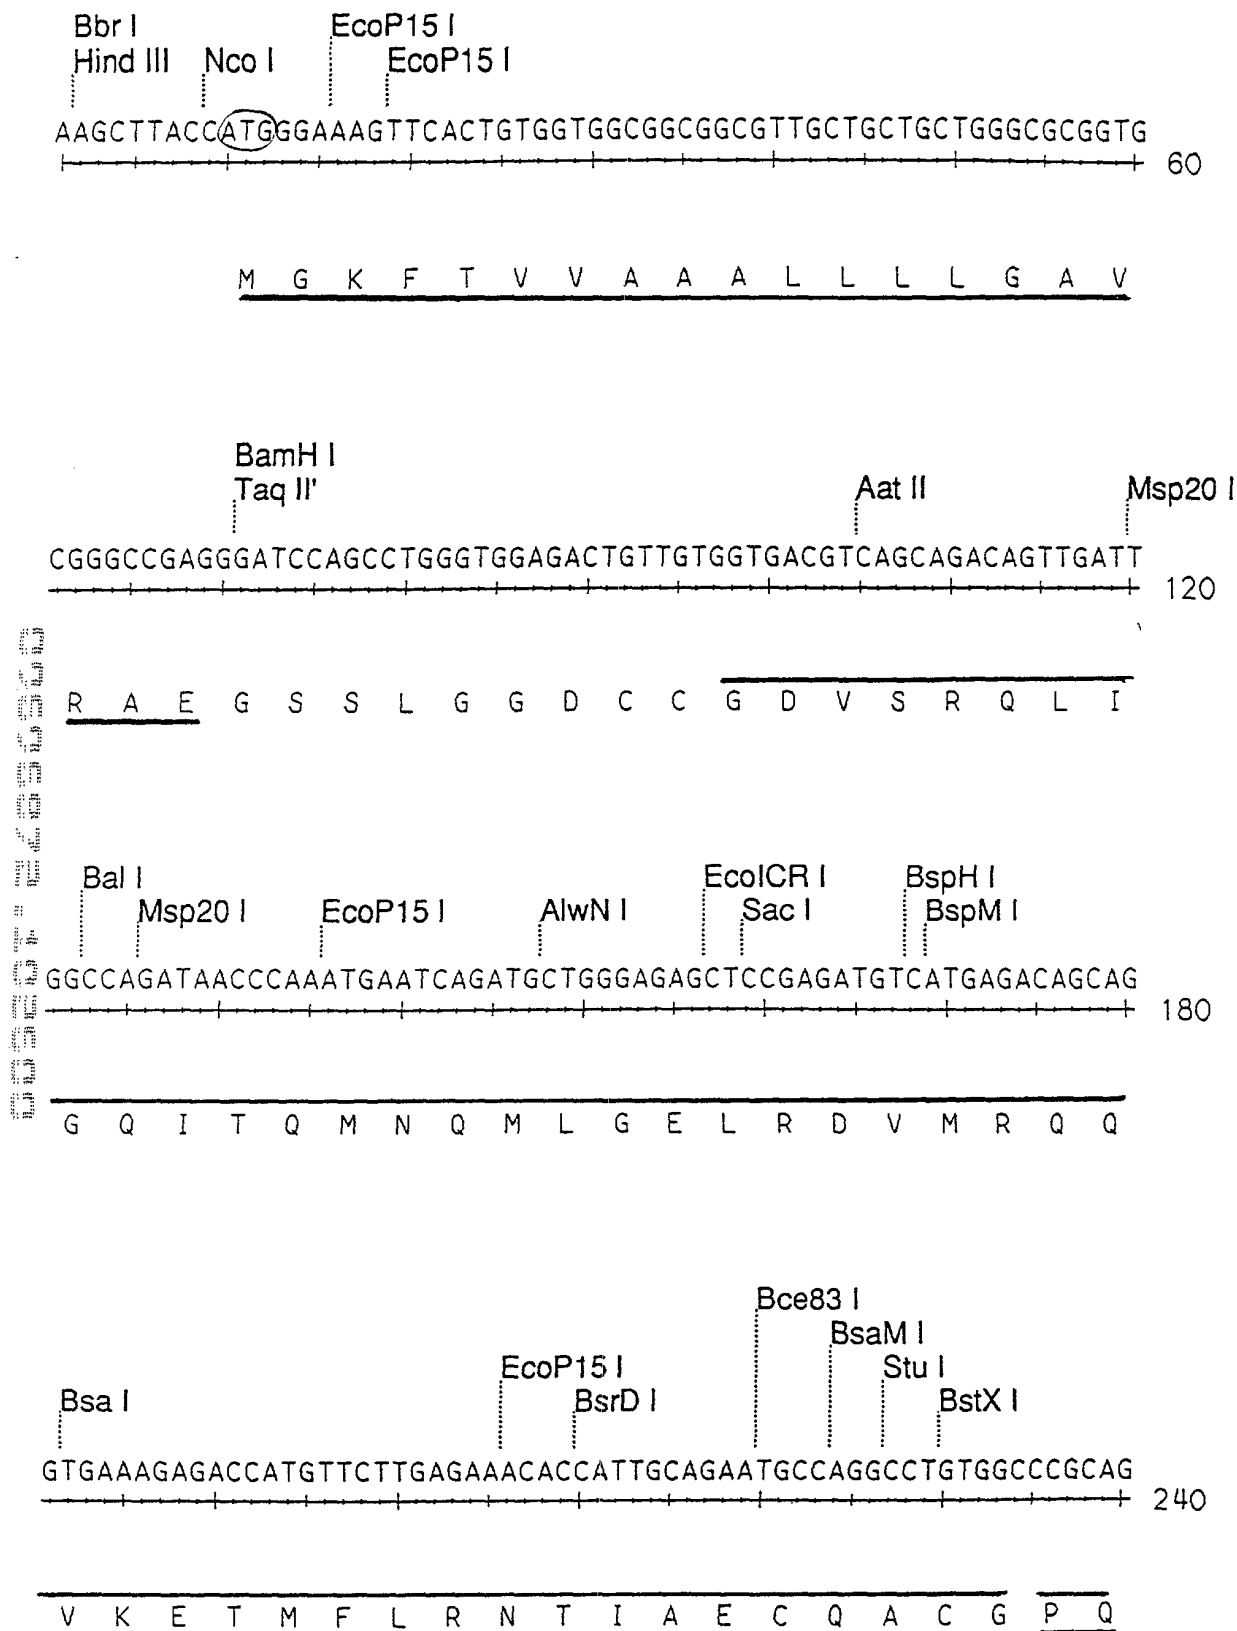 Bbr I EcoP15 I
Hind III Nco I EcoP15 I
AAGCTTACCATGGGAAAGTTCACTGTGGTGGCGGCGGCGTTGCTGCTGCTGGGCGCGGTG
60
M G K F T V V A A A L L L L G A V
BamH I
Taq II' Aat II Msp20 I
CGGGCCGAGGGATCCAGCCTGGGTGGAGACTGTTGTGGTGACGTCAGCAGACAGTTGATT
120
R A E G S S L G G D C C G D V S R Q L I
Bal I EcoICR I BspH I
Msp20 I EcoP15 I AlwN I Sac I BspM I
GGCCAGATAACCCAAATGAATCAGATGCTGGGAGAGCTCCGAGATGTCATGAGACAGCAG
180
G Q I T Q M N Q M L G E L R D V M R Q Q
Bce83 I
BsaM I
EcoP15 I Stu I
Bsa I BsrD I BstX I
GTGAAAGAGACCATGTTCTTGAGAAACACCATTGCAGAATGCCAGGCCTGTGGCCCGCAG
240
V K E T M F L R N T I A E C Q A C G P Q